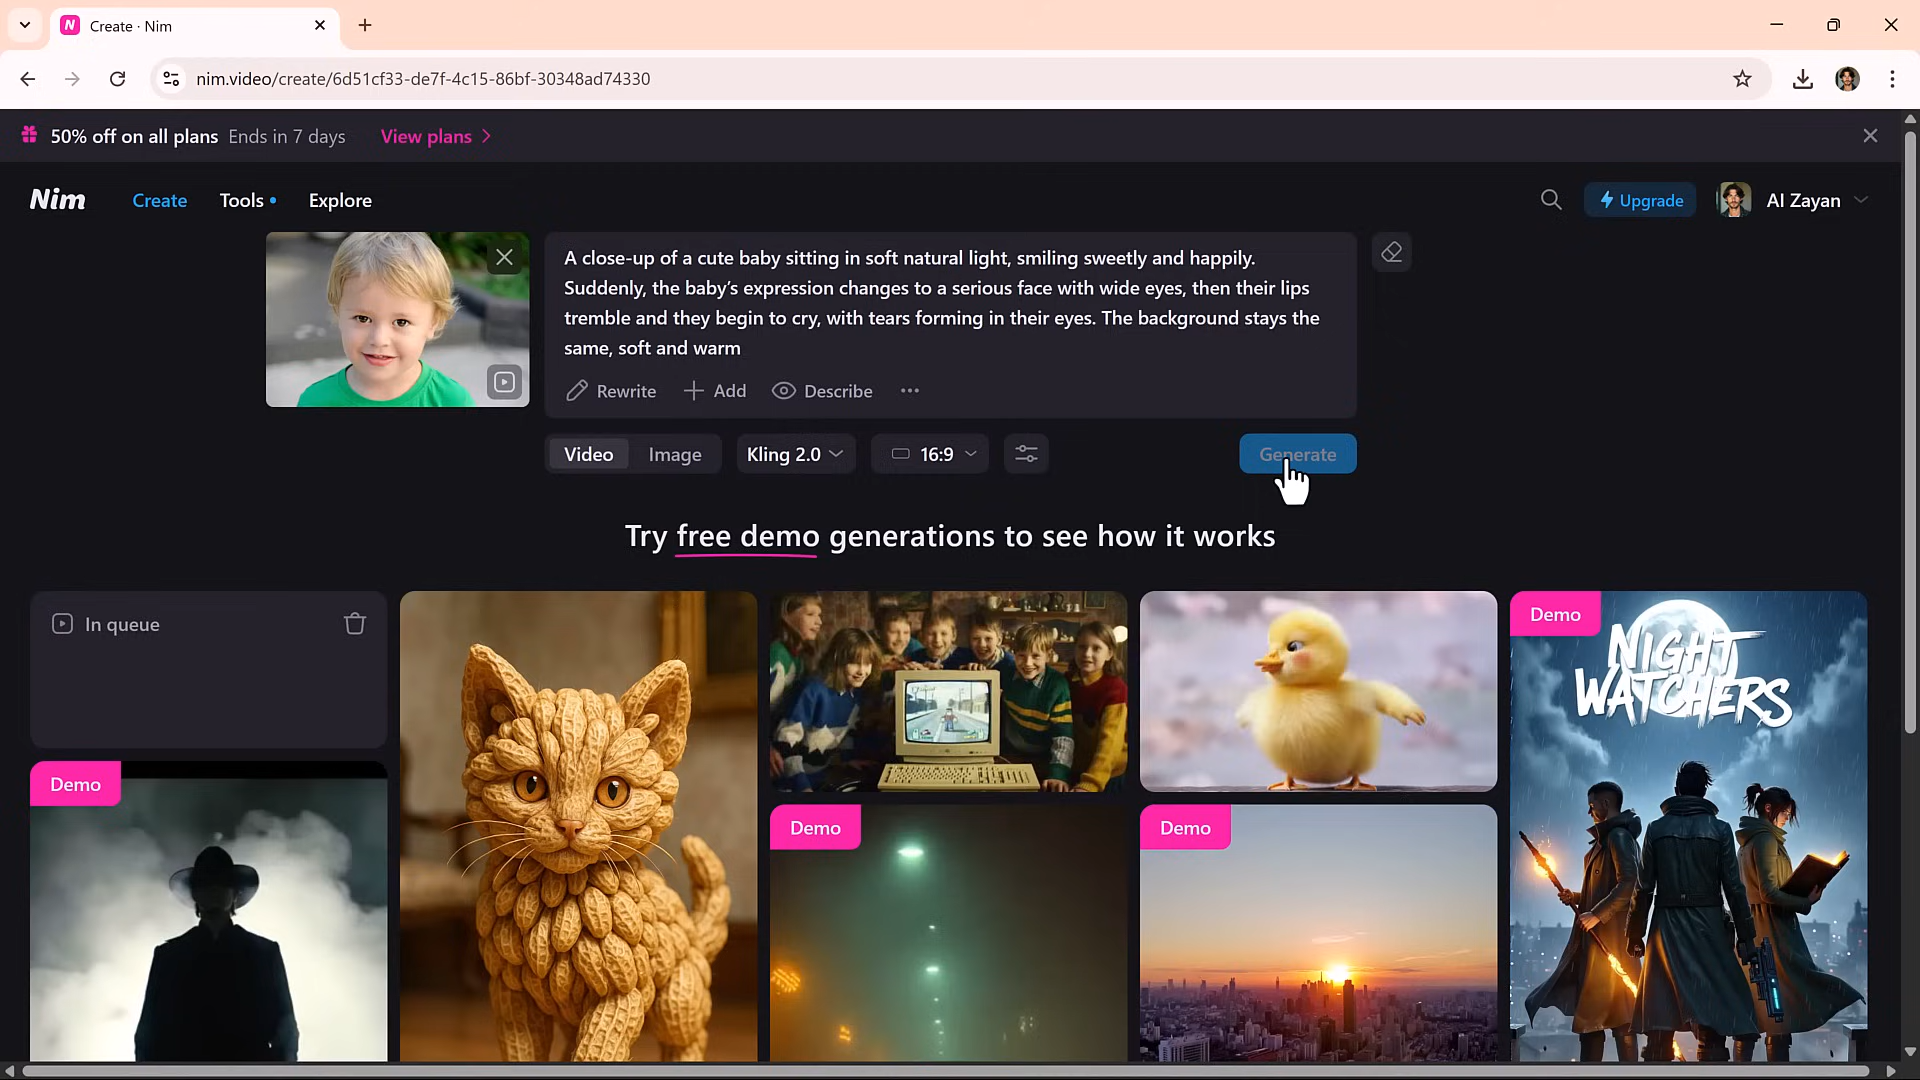 Create · Nim
nim.video/create/6d51cf33-de7f-4c15-86bf-30348ad74330
50% off on all plans Ends in 7 days View plans
Nim Create Tools Explore Upgrade Al Zayan
A close-up of a cute baby sitting in soft natural light, smiling sweetly and happily.
Suddenly, the baby’s expression changes to a serious face with wide eyes, then their lips
tremble and they begin to cry, with tears forming in their eyes. The background stays the
same, soft and warm
Rewrite Add Describe
Video Image Kling 2.0 16:9 Generate
Try free demo generations to see how it works
In queue
Demo
NIGHT
WATCHERS
Demo
Demo
Demo